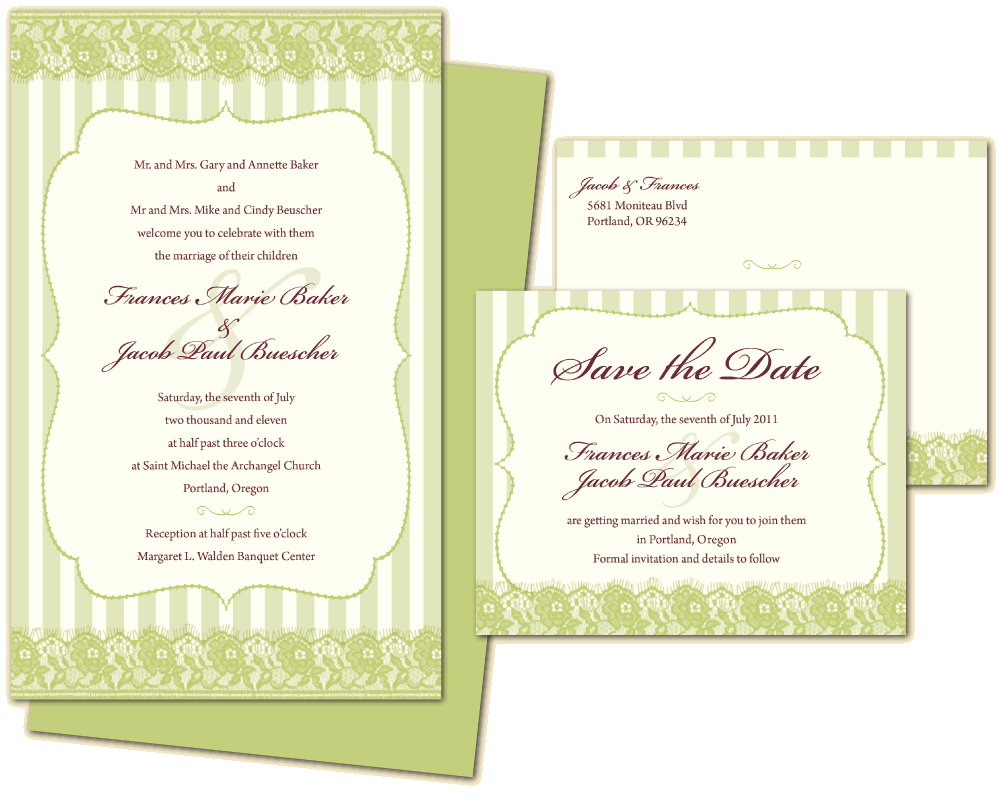 Mr. and Mrs. Gary and Annette Baker
and
Mr and Mrs. Mike and Cindy Beuscher
welcome you to celebrate with them
the marriage of their children
Frances Marie Baker
&
Jacob Paul Buescher
Saturday, the seventh of July
two thousand and eleven
at half past three o'clock
at Saint Michael the Archangel Church
Portland, Oregon
Reception at half past five o'clock
Margaret L. Walden Banquet Center
Jacob & Frances
5681 Moniteau Blvd
Portland, OR 96234
Save the Date
On Saturday, the seventh of July 2011
Frances Marie Baker
&
Jacob Paul Buescher
are getting married and wish for you to join them
in Portland, Oregon
Formal invitation and details to follow